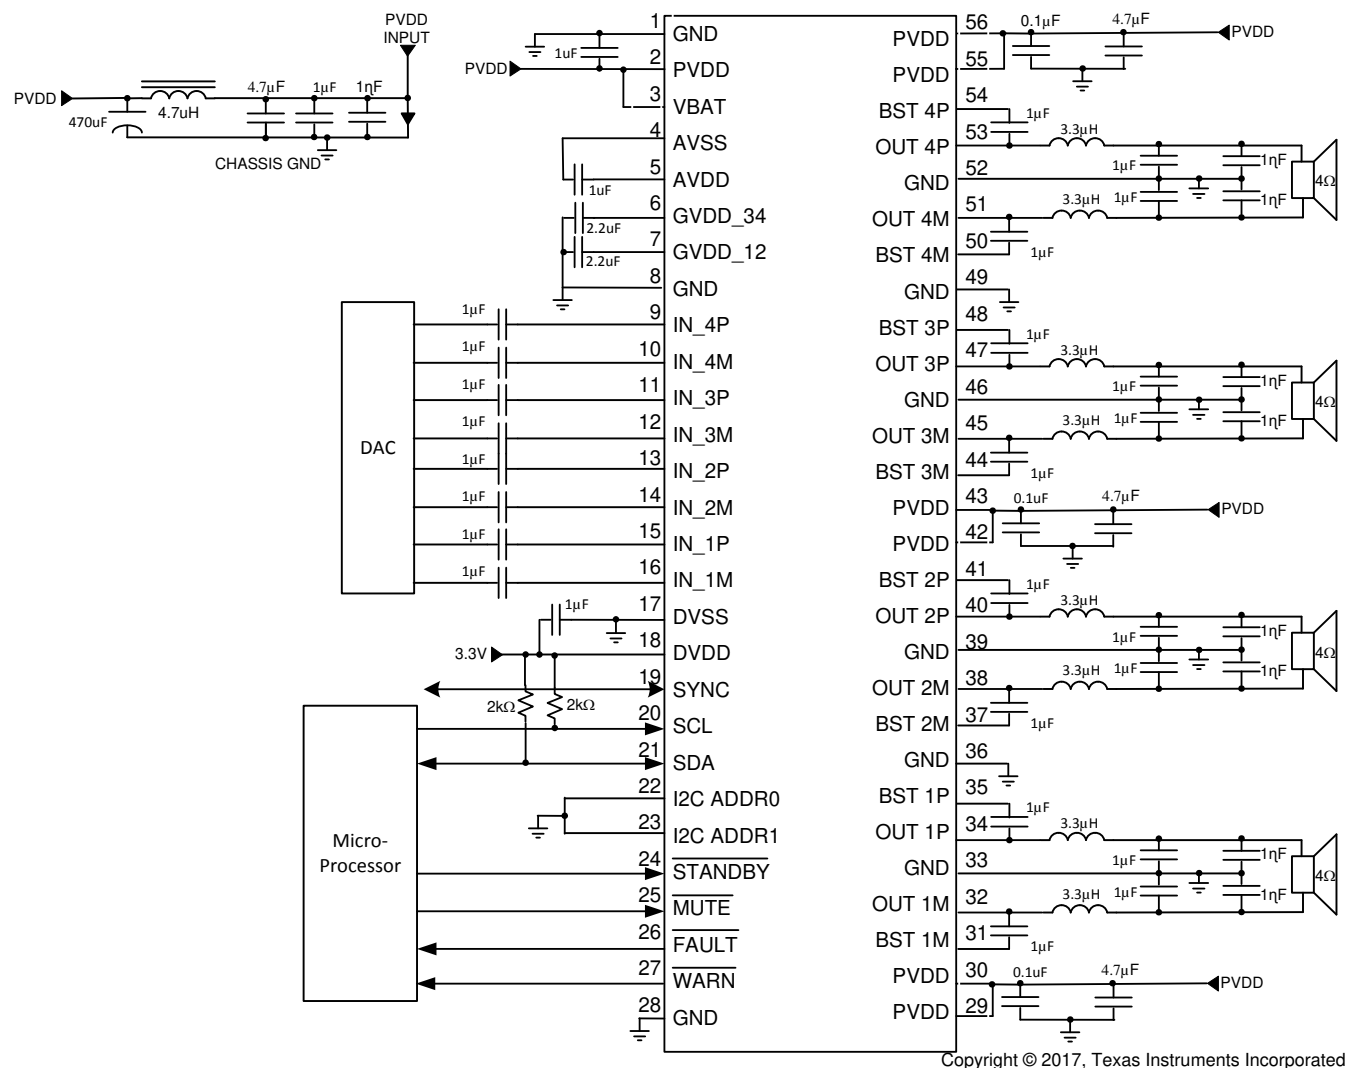 PVDD
INPUT
PVDD
470uF
4.7uH
4.7µF
1µF
1ηF
CHASSIS GND
PVDD
1uF
1uF
2.2uF
2.2uF
DAC
1µF
1µF
1µF
1µF
1µF
1µF
1µF
1µF
1µF
3.3V
2kΩ
2kΩ
Micro-
Processor
1 GND
2 PVDD
3 VBAT
4 AVSS
5 AVDD
6 GVDD_34
7 GVDD_12
8 GND
9 IN_4P
10 IN_4M
11 IN_3P
12 IN_3M
13 IN_2P
14 IN_2M
15 IN_1P
16 IN_1M
17 DVSS
18 DVDD
19 SYNC
20 SCL
21 SDA
22 I2C ADDR0
23 I2C ADDR1
24 STANDBY
25 MUTE
26 FAULT
27 WARN
28 GND
PVDD 56 0.1µF 4.7µF PVDD
PVDD 55
BST 4P 54 1µF
OUT 4P 53 3.3µH 1µF 1ηF
GND 52 4Ω
OUT 4M 51 3.3µH 1µF 1ηF
BST 4M 50 1µF
GND 49
BST 3P 48 1µF
OUT 3P 47 3.3µH 1µF 1ηF
GND 46 4Ω
OUT 3M 45 3.3µH 1µF 1ηF
BST 3M 44 1µF
PVDD 43 0.1uF 4.7µF PVDD
PVDD 42
BST 2P 41 1µF
OUT 2P 40 3.3µH 1µF 1ηF
GND 39 4Ω
OUT 2M 38 3.3µH 1µF 1ηF
BST 2M 37 1µF
GND 36
BST 1P 35 1µF
OUT 1P 34 3.3µH 1µF 1ηF
GND 33 4Ω
OUT 1M 32 3.3µH 1µF 1ηF
BST 1M 31 1µF
PVDD 30 0.1uF 4.7µF PVDD
PVDD 29
Copyright © 2017, Texas Instruments Incorporated